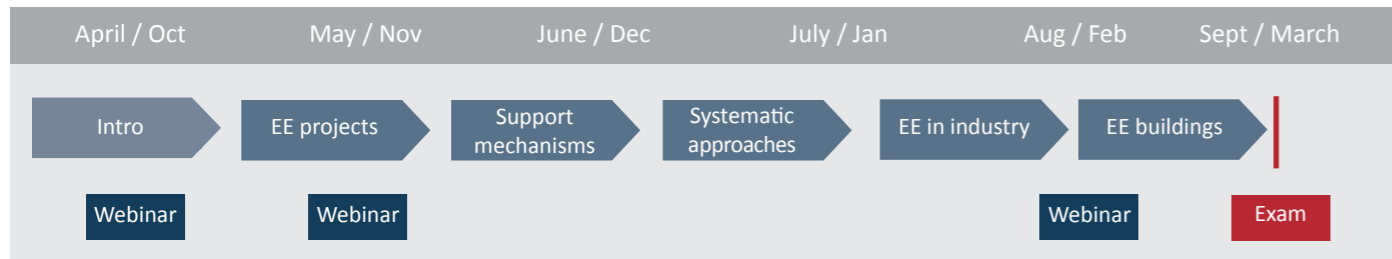 April / Oct May / Nov June / Dec July / Jan Aug / Feb Sept / March
Intro EE projects Support mechanisms Systematic approaches EE in industry EE buildings
Webinar Webinar Webinar Exam